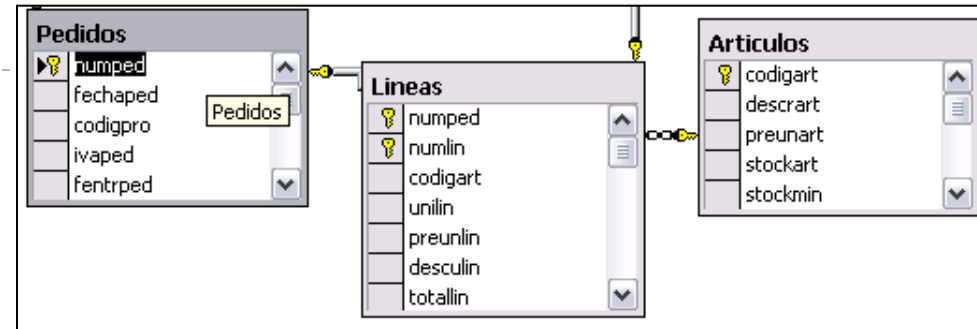 Pedidos
numped
fechaped
codigpro
ivaped
fentrped
Pedidos
Lineas
numped
numlin
codigart
unilin
preunlin
desculin
totallin
Articulos
codigart
descrart
preunart
stockart
stockmin